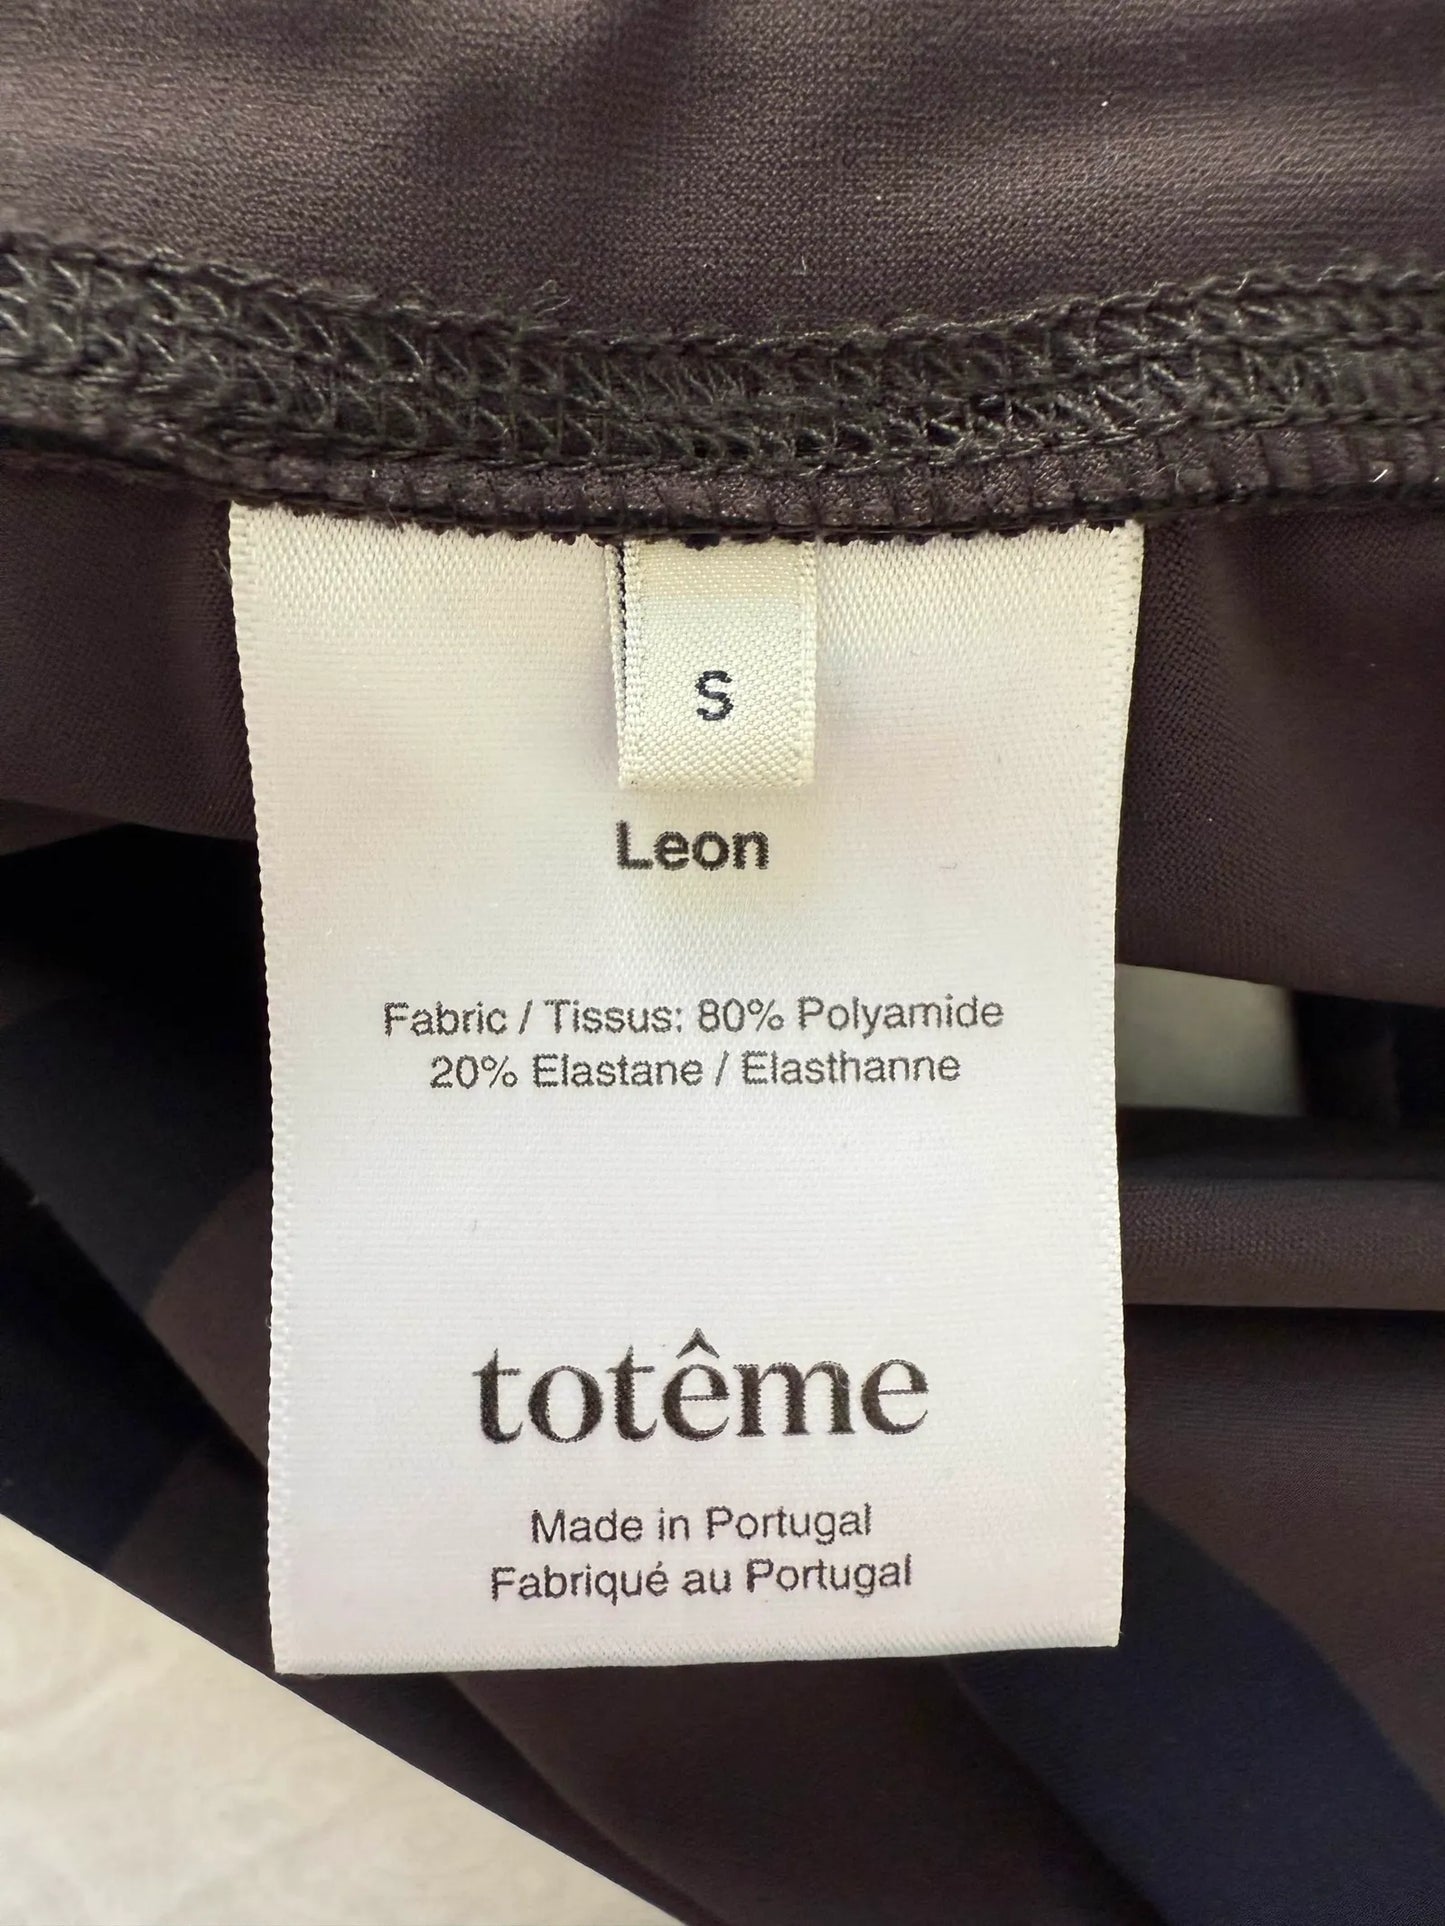 S
Leon
Fabric / Tissus: 80% Polyamide
20% Elastane / Elasthanne
totême
Made in Portugal
Fabriqué au Portugal